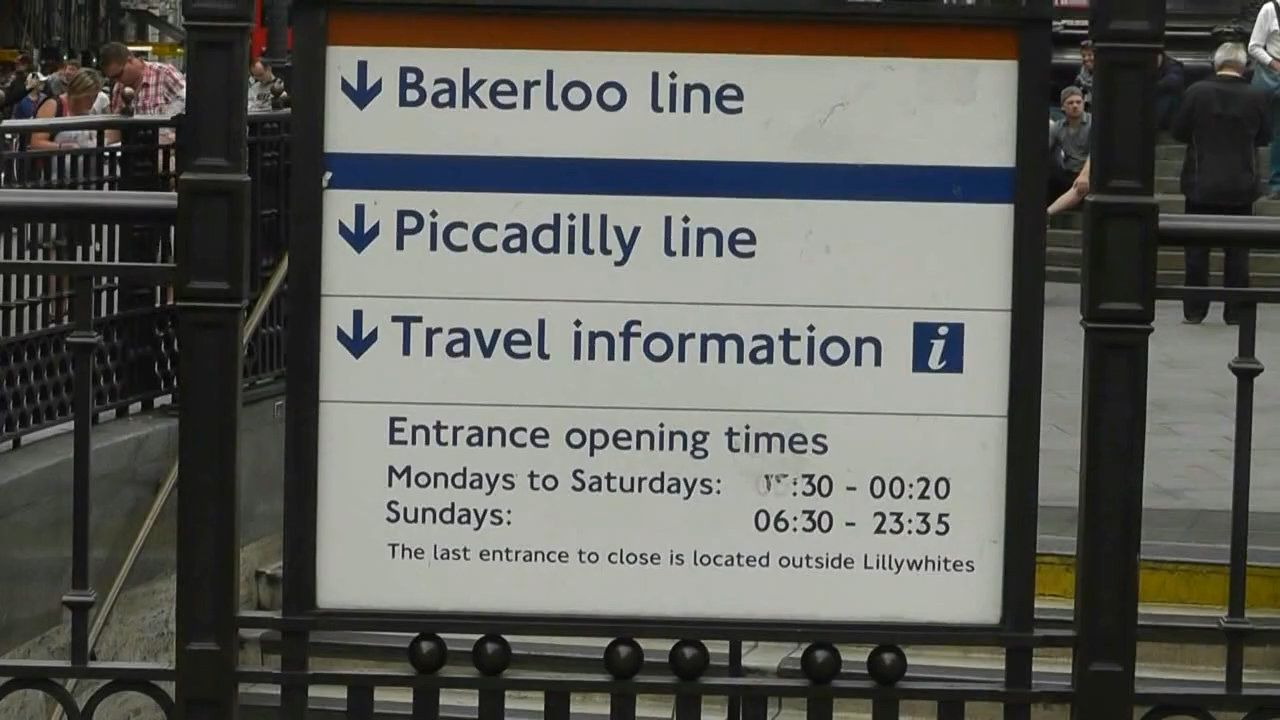 ↓ Bakerloo line
↓ Piccadilly line
↓ Travel information i
Entrance opening times
Mondays to Saturdays: :30 - 00:20
Sundays: 06:30 - 23:35
The last entrance to close is located outside Lillywhites